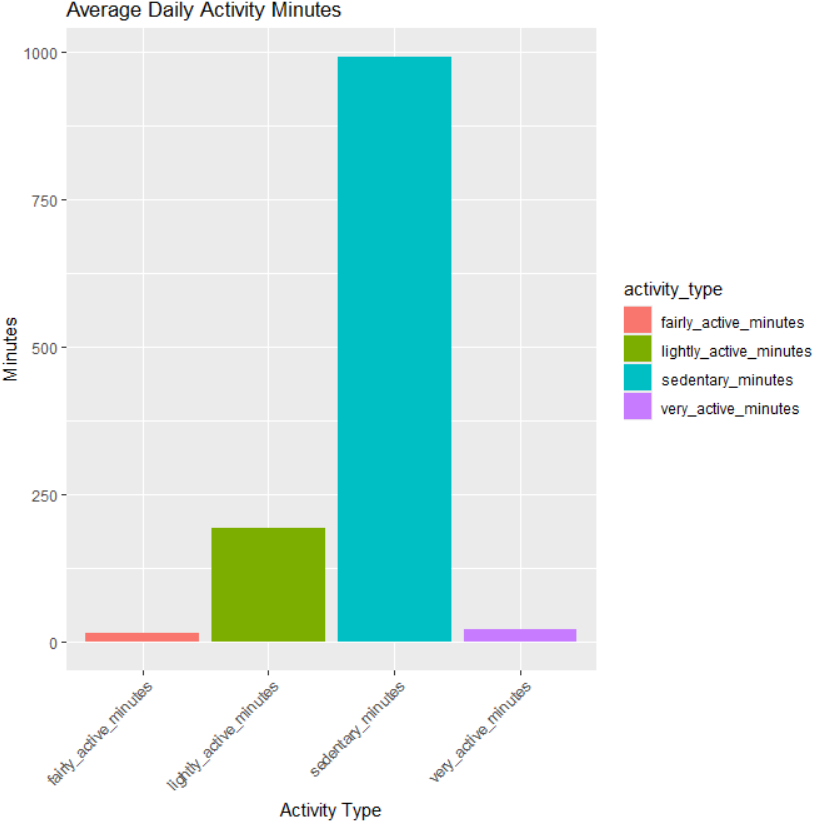 Average Daily Activity Minutes
1000
750
500
250
0
Minutes
fairly_active_minutes
lightly_active_minutes
sedentary_minutes
very_active_minutes
Activity Type
activity_type
fairly_active_minutes
lightly_active_minutes
sedentary_minutes
very_active_minutes